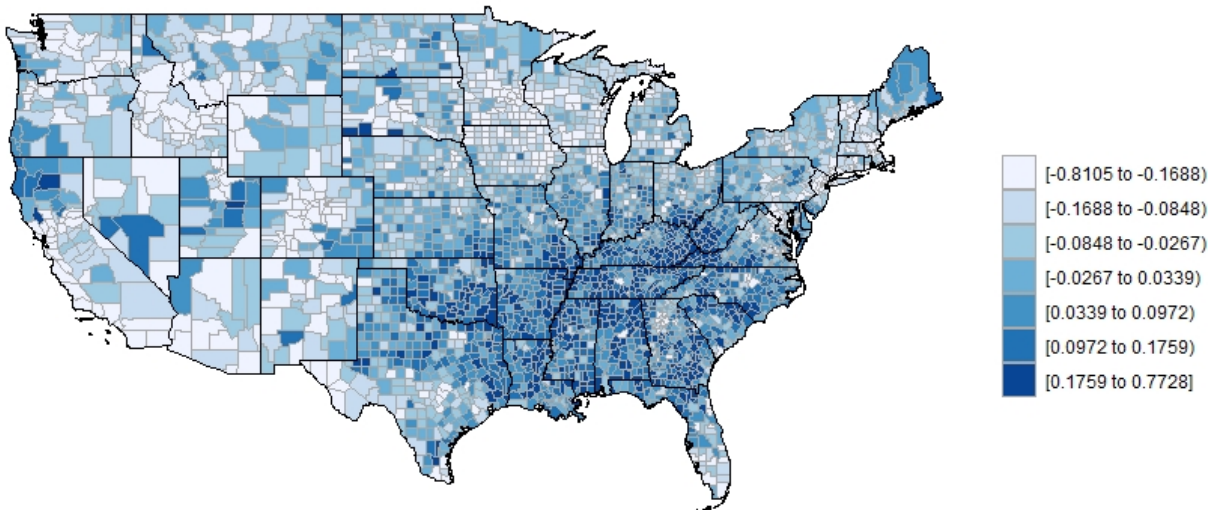 [-0.8105 to -0.1688)
[-0.1688 to -0.0848)
[-0.0848 to -0.0267)
[-0.0267 to 0.0339)
[0.0339 to 0.0972)
[0.0972 to 0.1759)
[0.1759 to 0.7728]